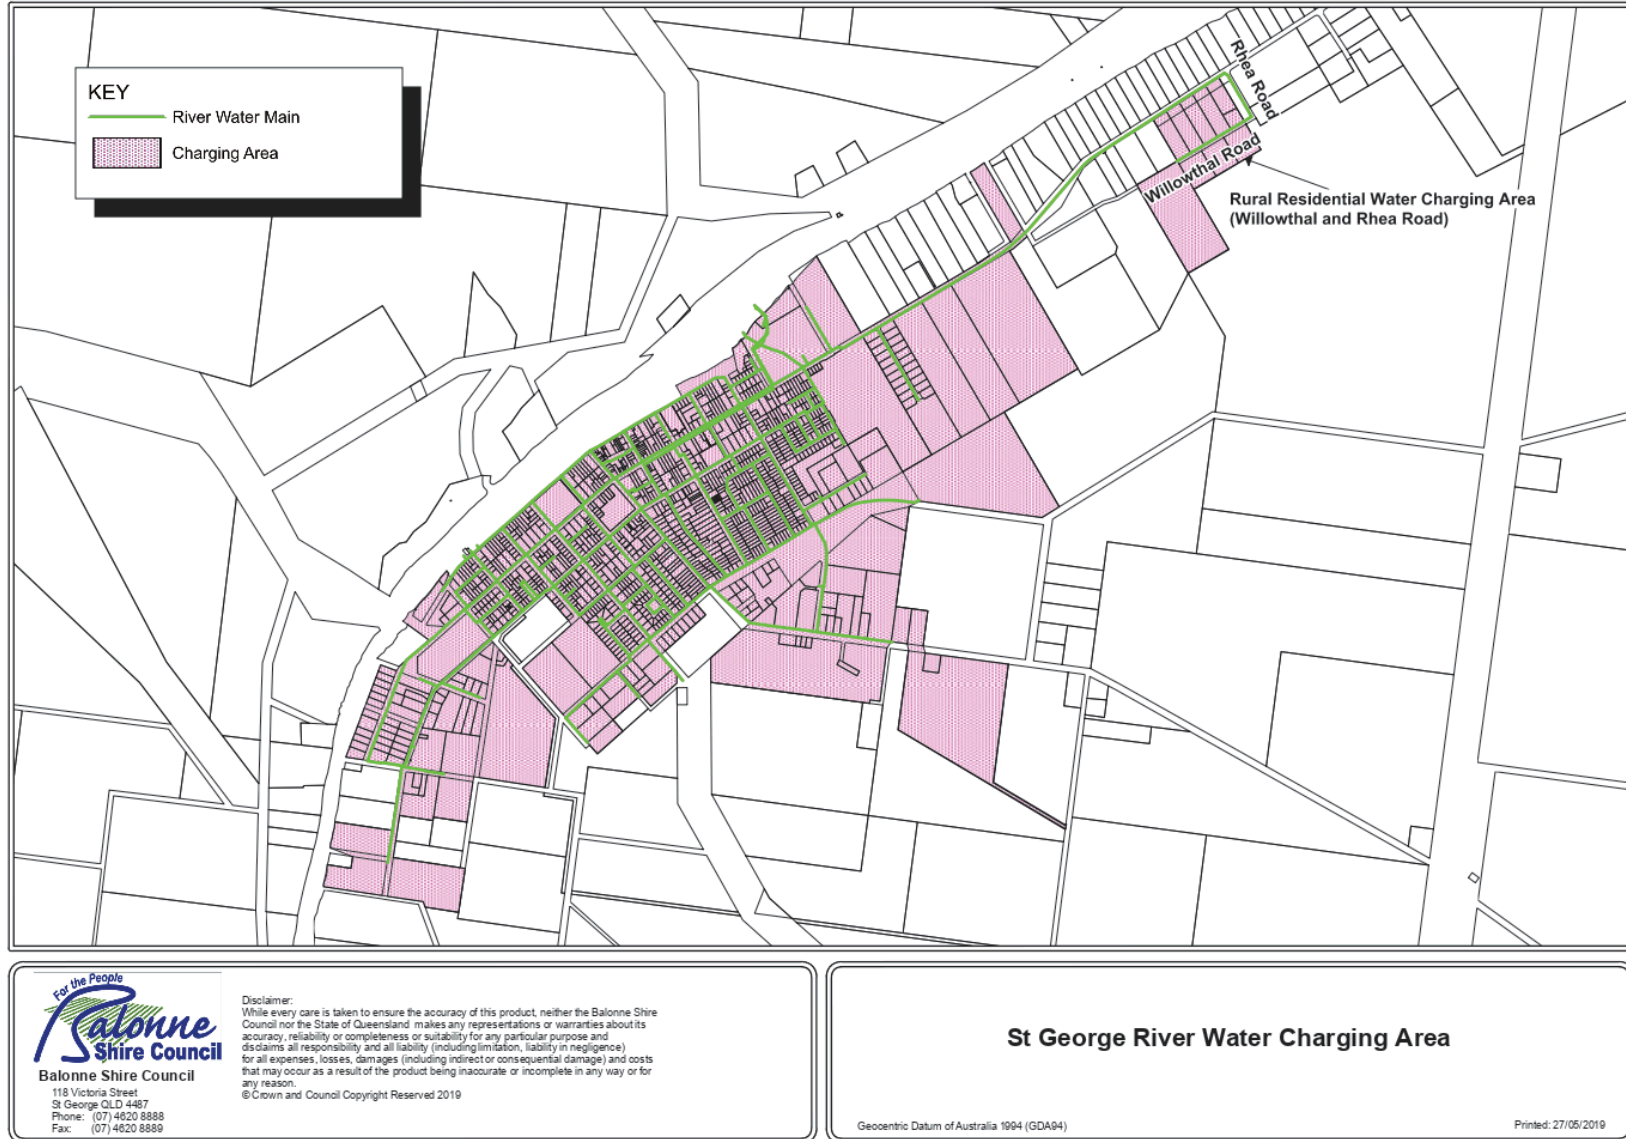 KEY
River Water Main
Charging Area
Rhea Road
Willowthal Road
Rural Residential Water Charging Area
(Willowthal and Rhea Road)
For the People
Balonne
Shire Council
Balonne Shire Council
118 Victoria Street
St George QLD 4487
Phone: (07) 4620 8888
Fax: (07) 4620 8889
Disclaimer:
While every care is taken to ensure the accuracy of this product, neither the Balonne Shire
Council nor the State of Queensland makes any representations or warranties about its
accuracy, reliability or completeness or suitability for any particular purpose and
disclaims all responsibility and all liability (including limitation, liability in negligence)
for all expenses, losses, damages (including indirect or consequential damage) and costs
that may occur as a result of the product being inaccurate or incomplete in any way or for
any reason.
© Crown and Council Copyright Reserved 2019
St George River Water Charging Area
Geocentric Datum of Australia 1994 (GDA94)
Printed: 27/05/2019